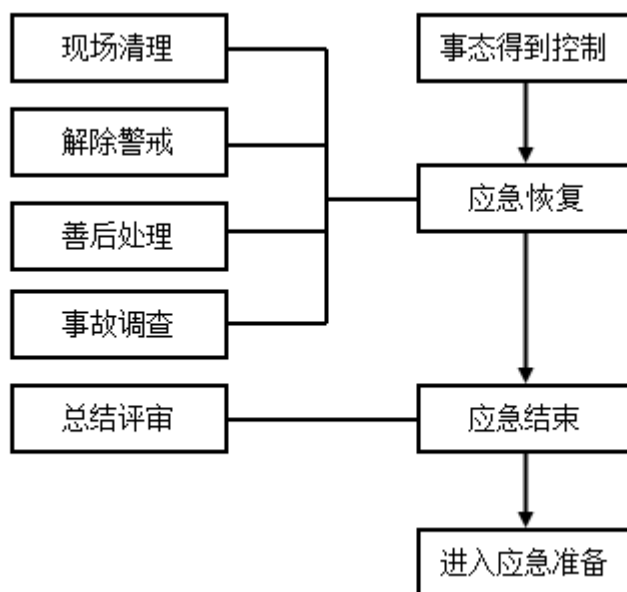 现场清理
事态得到控制
解除警戒
应急恢复
善后处理
事故调查
总结评审
应急结束
进入应急准备